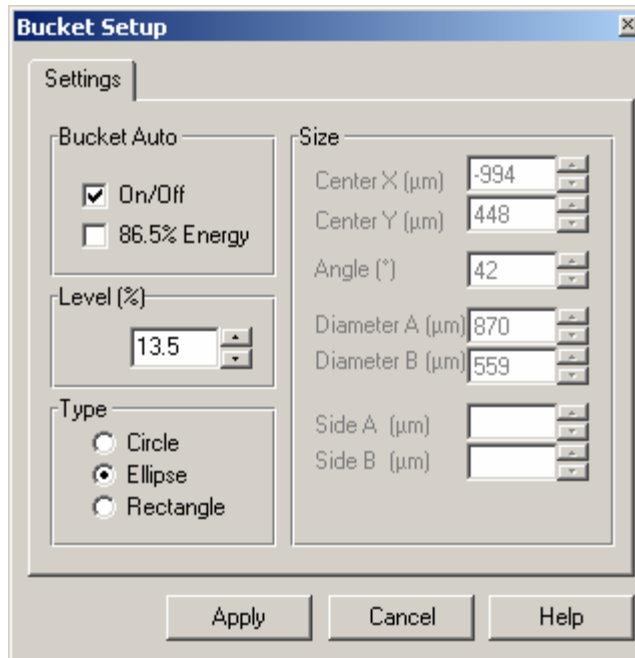 Bucket Setup
Settings
Bucket Auto
On/Off
86.5% Energy
Level (%)
13.5
Type
Circle
Ellipse
Rectangle
Size
Center X (µm) -994
Center Y (µm) 448
Angle (°) 42
Diameter A (µm) 870
Diameter B (µm) 559
Side A (µm)
Side B (µm)
Apply Cancel Help